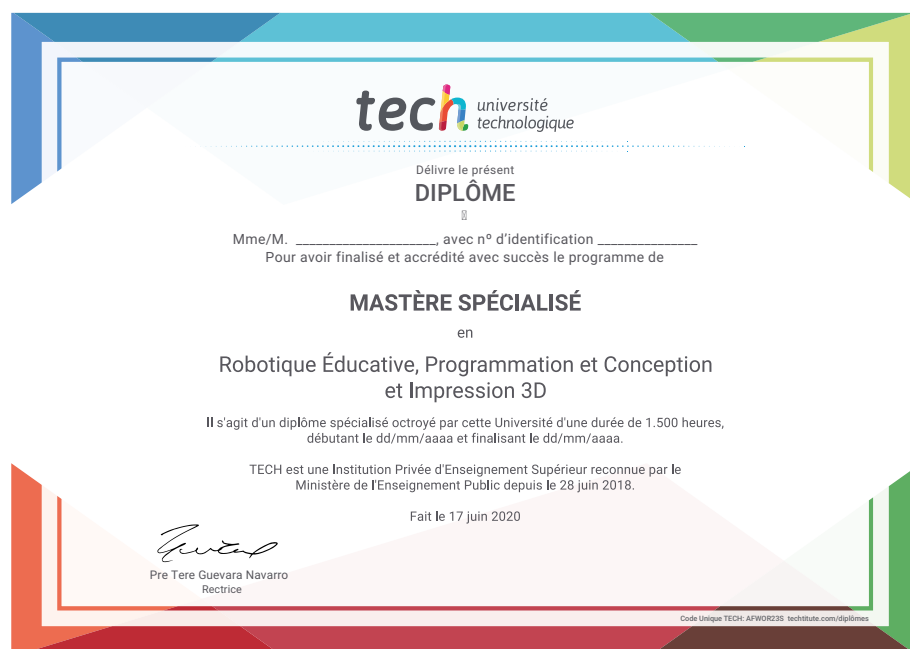 tech université
technologique
Délivre le présent
DIPLÔME
Mme/M. _____________________, avec nº d'identification _______________
Pour avoir finalisé et accrédité avec succès le programme de
MASTÈRE SPÉCIALISÉ
en
Robotique Éducative, Programmation et Conception
et Impression 3D
Il s'agit d'un diplôme spécialisé octroyé par cette Université d'une durée de 1.500 heures,
débutant le dd/mm/aaaa et finalisant le dd/mm/aaaa.
TECH est une Institution Privée d'Enseignement Supérieur reconnue par le
Ministère de l'Enseignement Public depuis le 28 juin 2018.
Fait le 17 juin 2020
Pre Tere Guevara Navarro
Rectrice
Code Unique TECH: AFWOR23S techtitute.com/diplômes